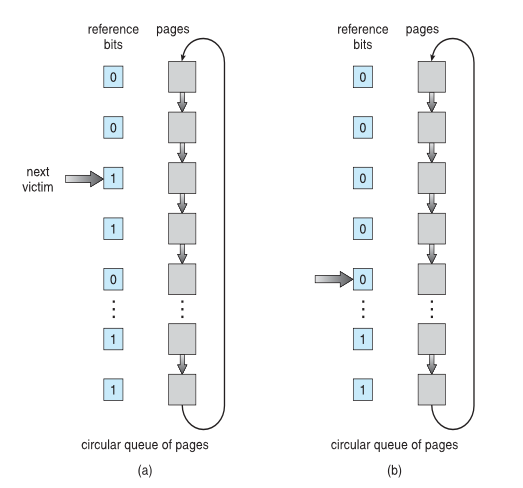 reference bits
pages
0
0
next victim
1
1
0
1
1
circular queue of pages
(a)
reference bits
pages
0
0
0
0
0
1
1
circular queue of pages
(b)